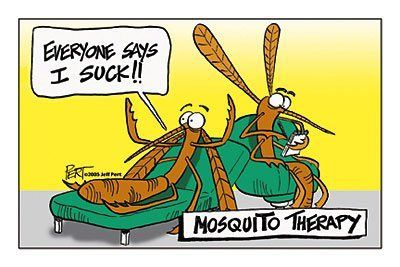 EVERYONE SAYS
I SUCK!!
PERT
©2005 Jeff Pert
MOSQUITO THERAPY